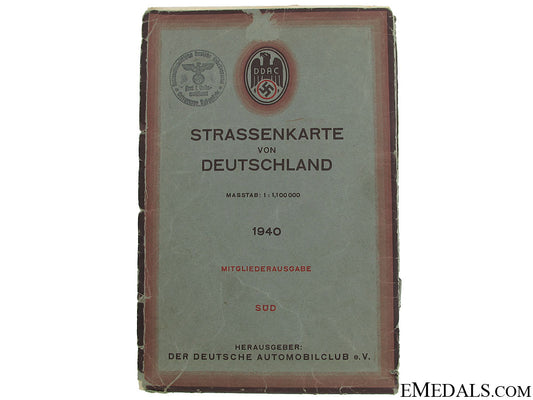 DDAC
STRASSENKARTE
VON
DEUTSCHLAND
MASSTAB: 1:1,100 000
1940
MITGLIEDERAUSGABE
SÜD
HERAUSGEBER:
DER DEUTSCHE AUTOMOBILCLUB e.V.
EMEDALS.COM